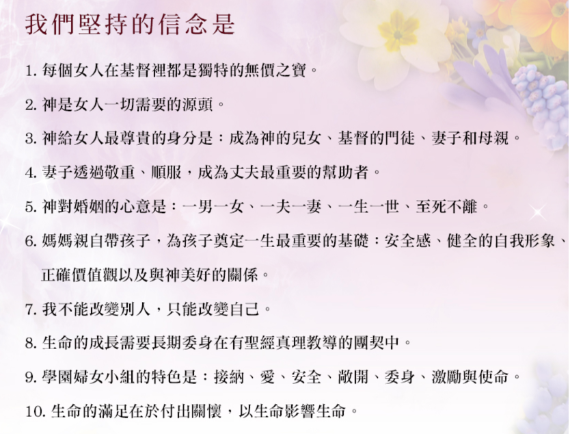 我們堅持的信念是
1. 每個女人在基督裡都是獨特的無價之寶。
2. 神是女人一切需要的源頭。
3. 神給女人最尊貴的身分是：成為神的兒女、基督的門徒、妻子和母親。
4. 妻子透過敬重、順服，成為丈夫最重要的幫助者。
5. 神對婚姻的心意是：一男一女、一夫一妻、一生一世、至死不離。
6. 媽媽親自帶孩子，為孩子奠定一生最重要的基礎：安全感、健全的自我形象、
正確價值觀以及與神美好的關係。
7. 我不能改變別人，只能改變自己。
8. 生命的成長需要長期委身在有聖經真理教導的團契中。
9. 學園婦女小組的特色是：接納、愛、安全、敞開、委身、激勵與使命。
10. 生命的滿足在於付出關懷，以生命影響生命。